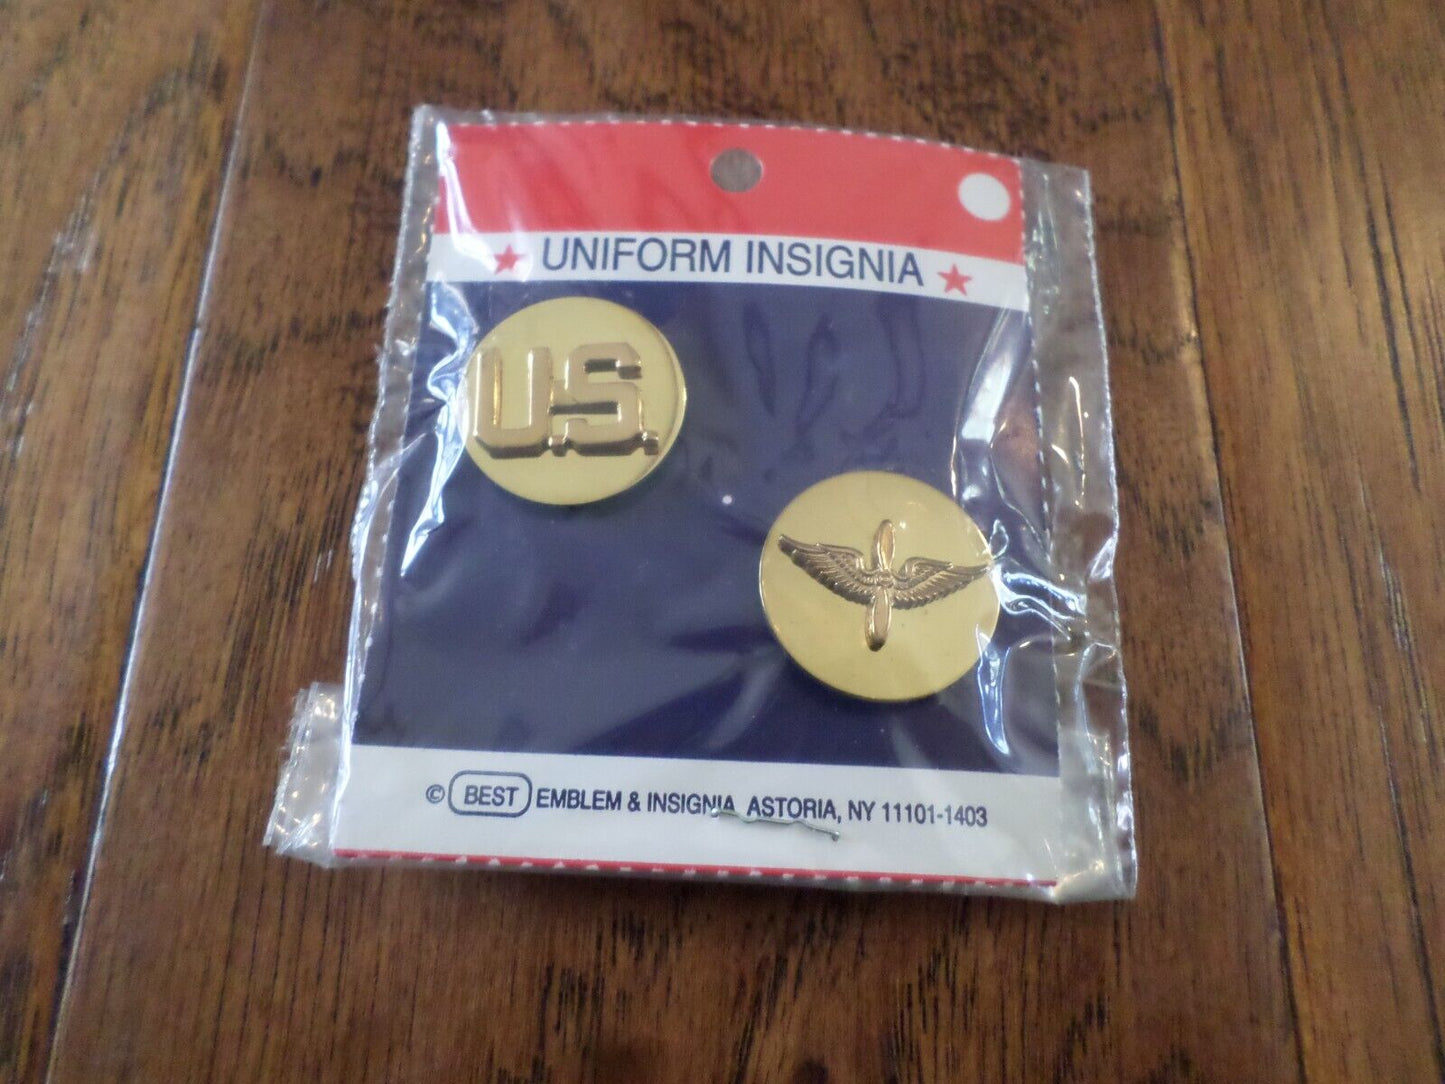 ★ UNIFORM INSIGNIA ★
U.S.
© BEST EMBLEM & INSIGNIA ASTORIA, NY 11101-1403